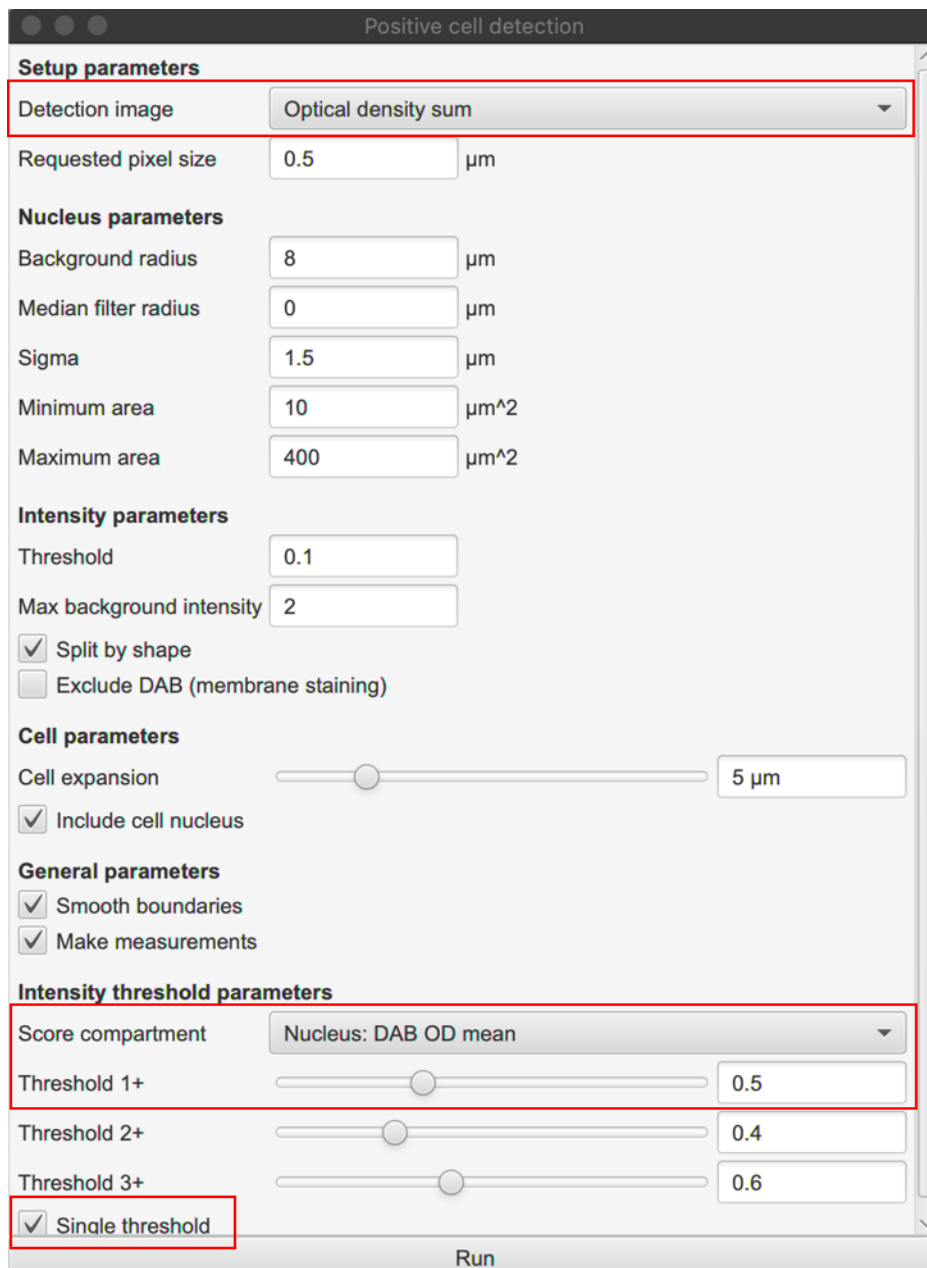 Positive cell detection
Setup parameters
Detection image Optical density sum
Requested pixel size 0.5 µm
Nucleus parameters
Background radius 8 µm
Median filter radius 0 µm
Sigma 1.5 µm
Minimum area 10 µm^2
Maximum area 400 µm^2
Intensity parameters
Threshold 0.1
Max background intensity 2
Split by shape
Exclude DAB (membrane staining)
Cell parameters
Cell expansion 5 µm
Include cell nucleus
General parameters
Smooth boundaries
Make measurements
Intensity threshold parameters
Score compartment Nucleus: DAB OD mean
Threshold 1+ 0.5
Threshold 2+ 0.4
Threshold 3+ 0.6
Single threshold
Run